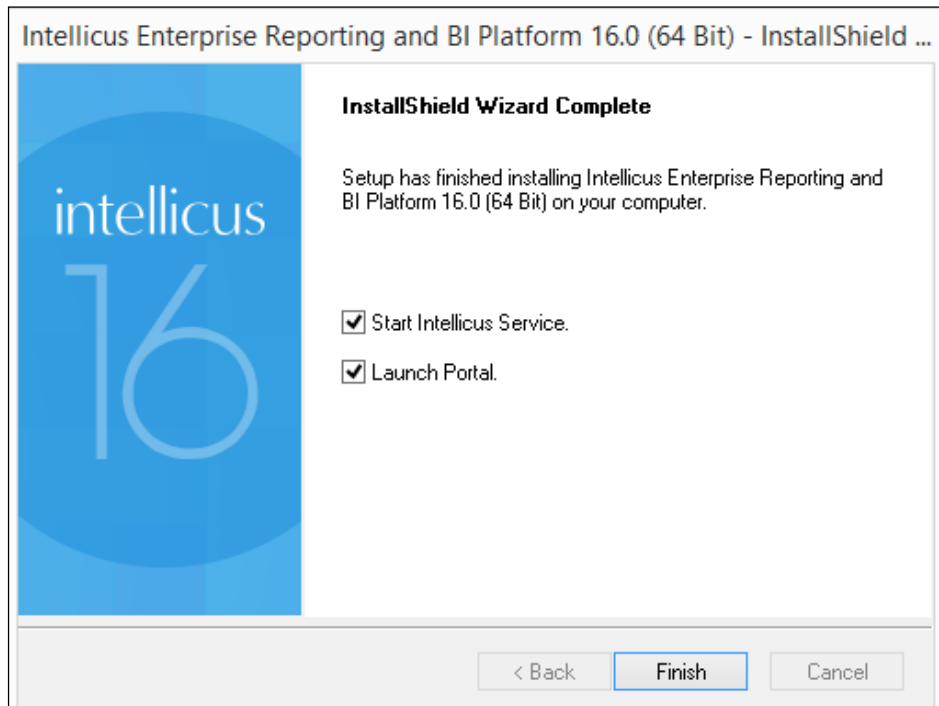 Intellicus Enterprise Reporting and BI Platform 16.0 (64 Bit) - InstallShield ...
intellicus
16
InstallShield Wizard Complete
Setup has finished installing Intellicus Enterprise Reporting and
BI Platform 16.0 (64 Bit) on your computer.
Start Intellicus Service.
Launch Portal.
< Back
Finish
Cancel